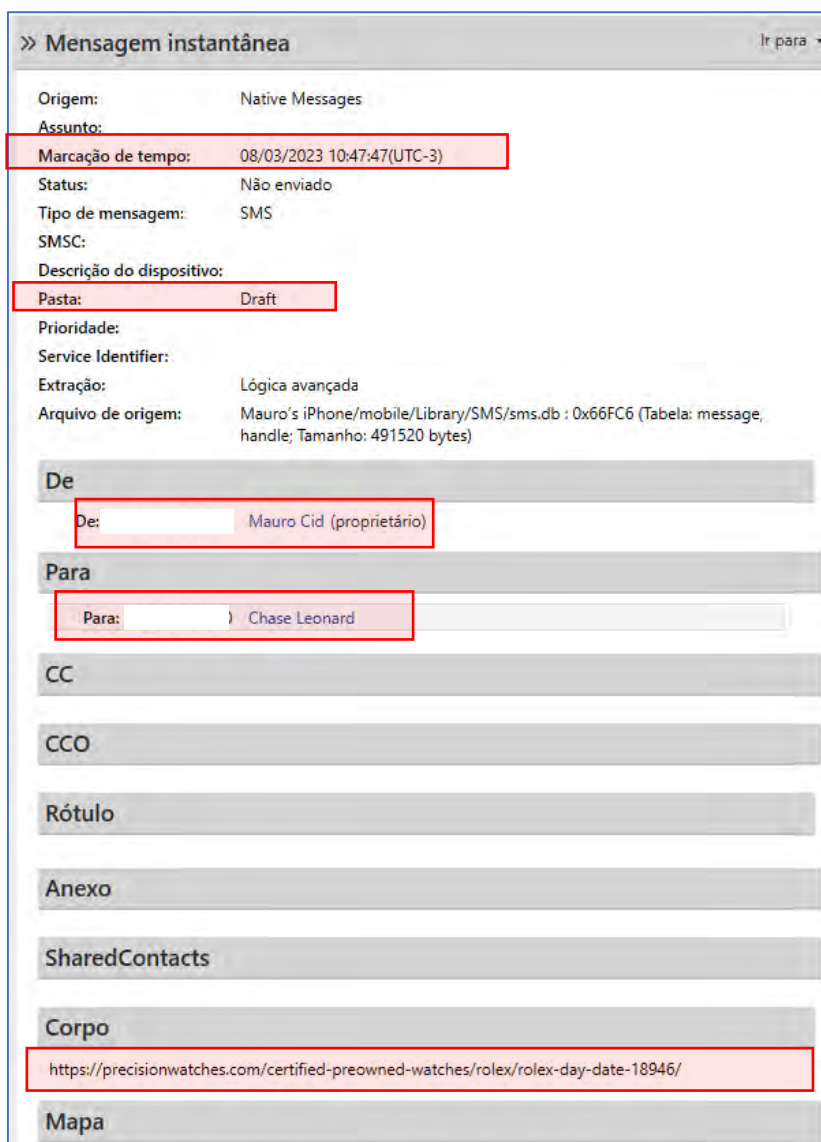 » Mensagem instantânea Ir para
Origem: Native Messages
Assunto:
Marcação de tempo: 08/03/2023 10:47:47(UTC-3)
Status: Não enviado
Tipo de mensagem: SMS
SMSC:
Descrição do dispositivo:
Pasta: Draft
Prioridade:
Service Identifier:
Extração: Lógica avançada
Arquivo de origem: Mauro's iPhone/mobile/Library/SMS/sms.db : 0x66FC6 (Tabela: message,
handle; Tamanho: 491520 bytes)
De
De: Mauro Cid (proprietário)
Para
Para: ) Chase Leonard
CC
CCO
Rótulo
Anexo
SharedContacts
Corpo
https://precisionwatches.com/certified-preowned-watches/rolex/rolex-day-date-18946/
Mapa